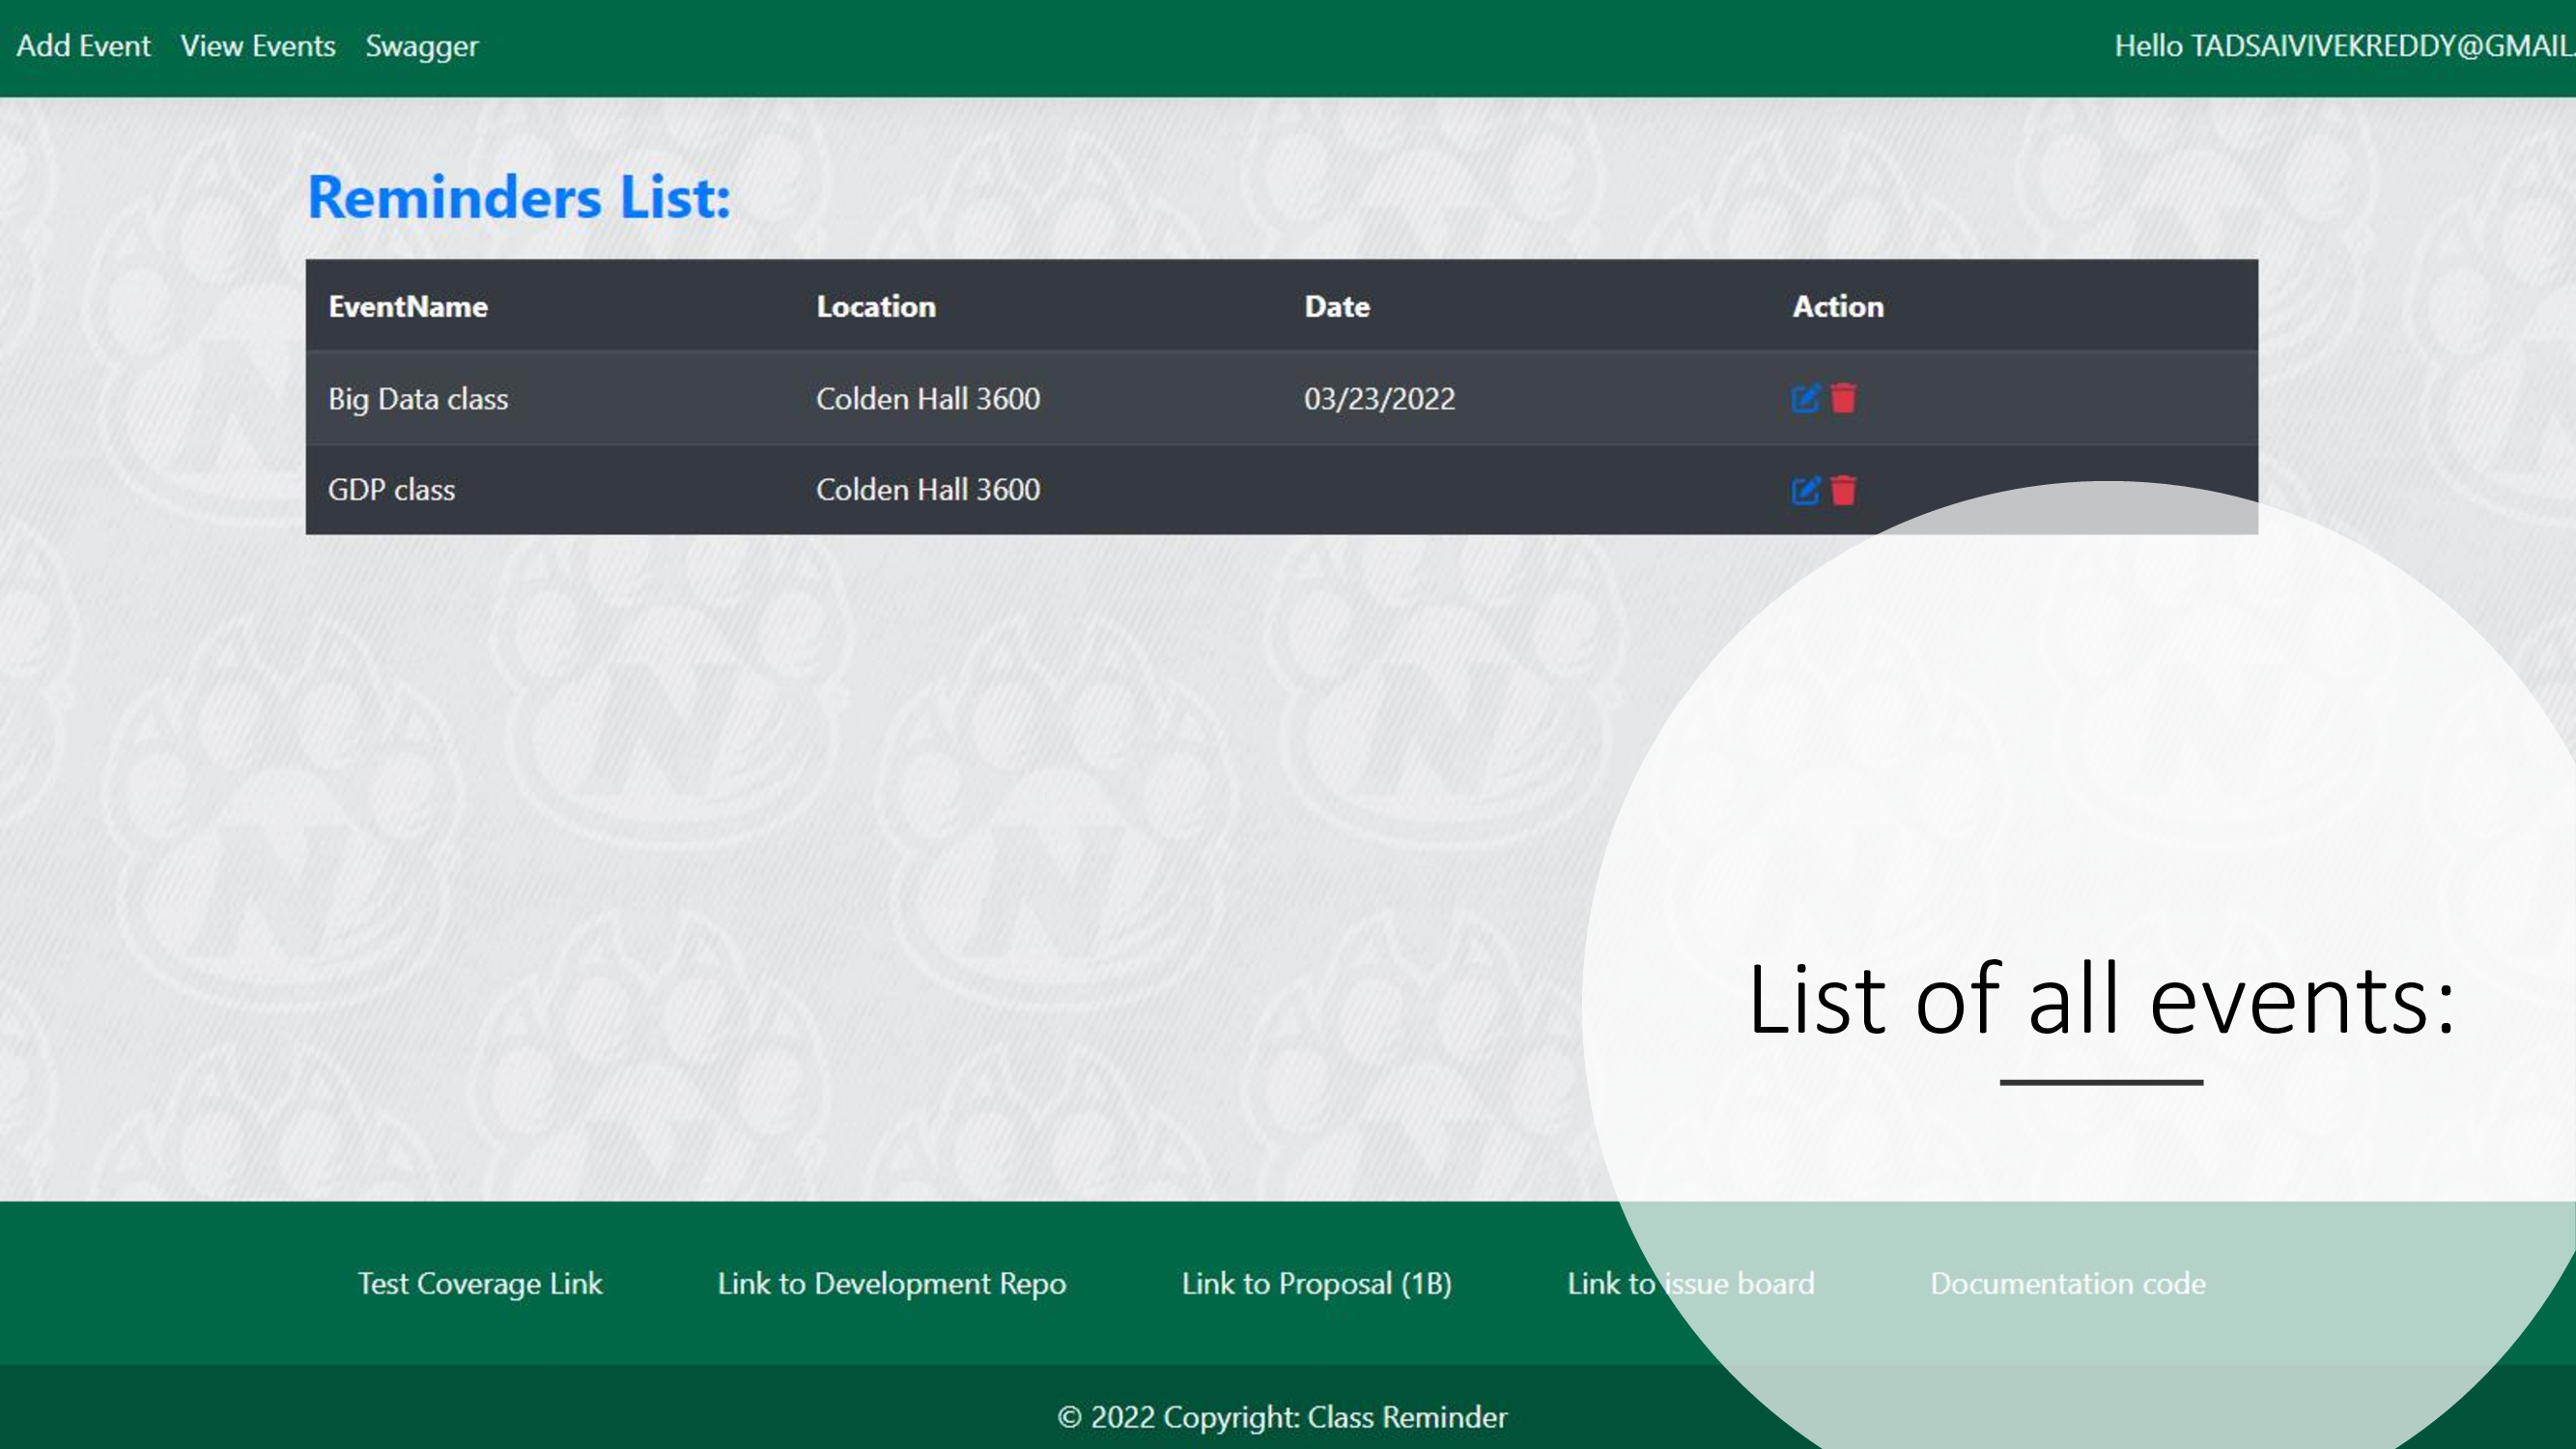 Add Event View Events Swagger Hello TADSAIVIVEKREDDY@GMAIL.
Reminders List:
EventName Location Date Action
Big Data class Colden Hall 3600 03/23/2022
GDP class Colden Hall 3600
List of all events:
Test Coverage Link Link to Development Repo Link to Proposal (1B) Link to issue board Documentation code
© 2022 Copyright: Class Reminder